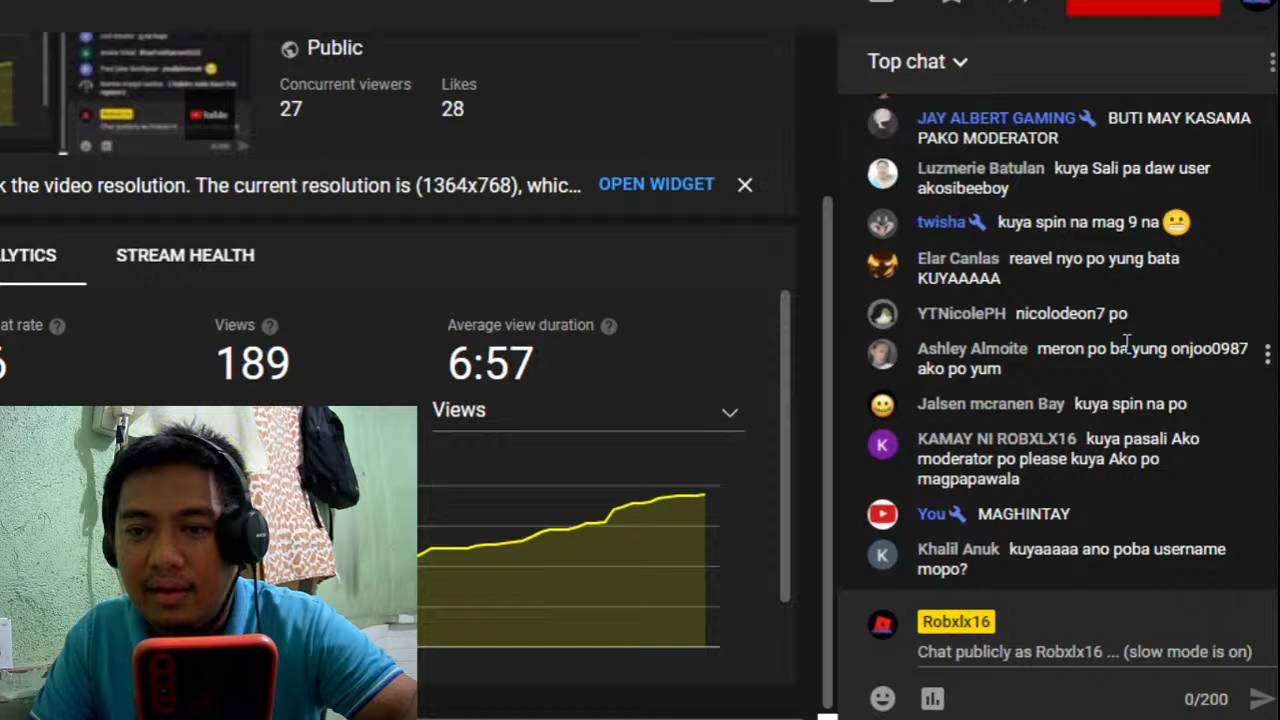 Public
Concurrent viewers
Likes
27
28
k the video resolution. The current resolution is (1364x768), whic...
OPEN WIDGET
LYTICS
STREAM HEALTH
at rate
Views
Average view duration
6
189
6:57
Views
Top chat
JAY ALBERT GAMING BUTI MAY KASAMA
PAKO MODERATOR
Luzmerie Batulan kuya Sali pa daw user
akosibeeboy
twisha kuya spin na mag 9 na
Elar Canlas reavel nyo po yung bata
KUYAAAAA
YTNicolePH nicolodeon7 po
Ashley Almoite meron po ba yung onjoo0987
ako po yum
Jalsen mcranen Bay kuya spin na po
K
KAMAY NI ROBXLX16 kuya pasali Ako
moderator po please kuya Ako po
magpapawala
You MAGHINTAY
K
Khalil Anuk kuyaaaaa ano poba username
mopo?
Robxlx16
Chat publicly as Robxlx16 ... (slow mode is on)
0/200